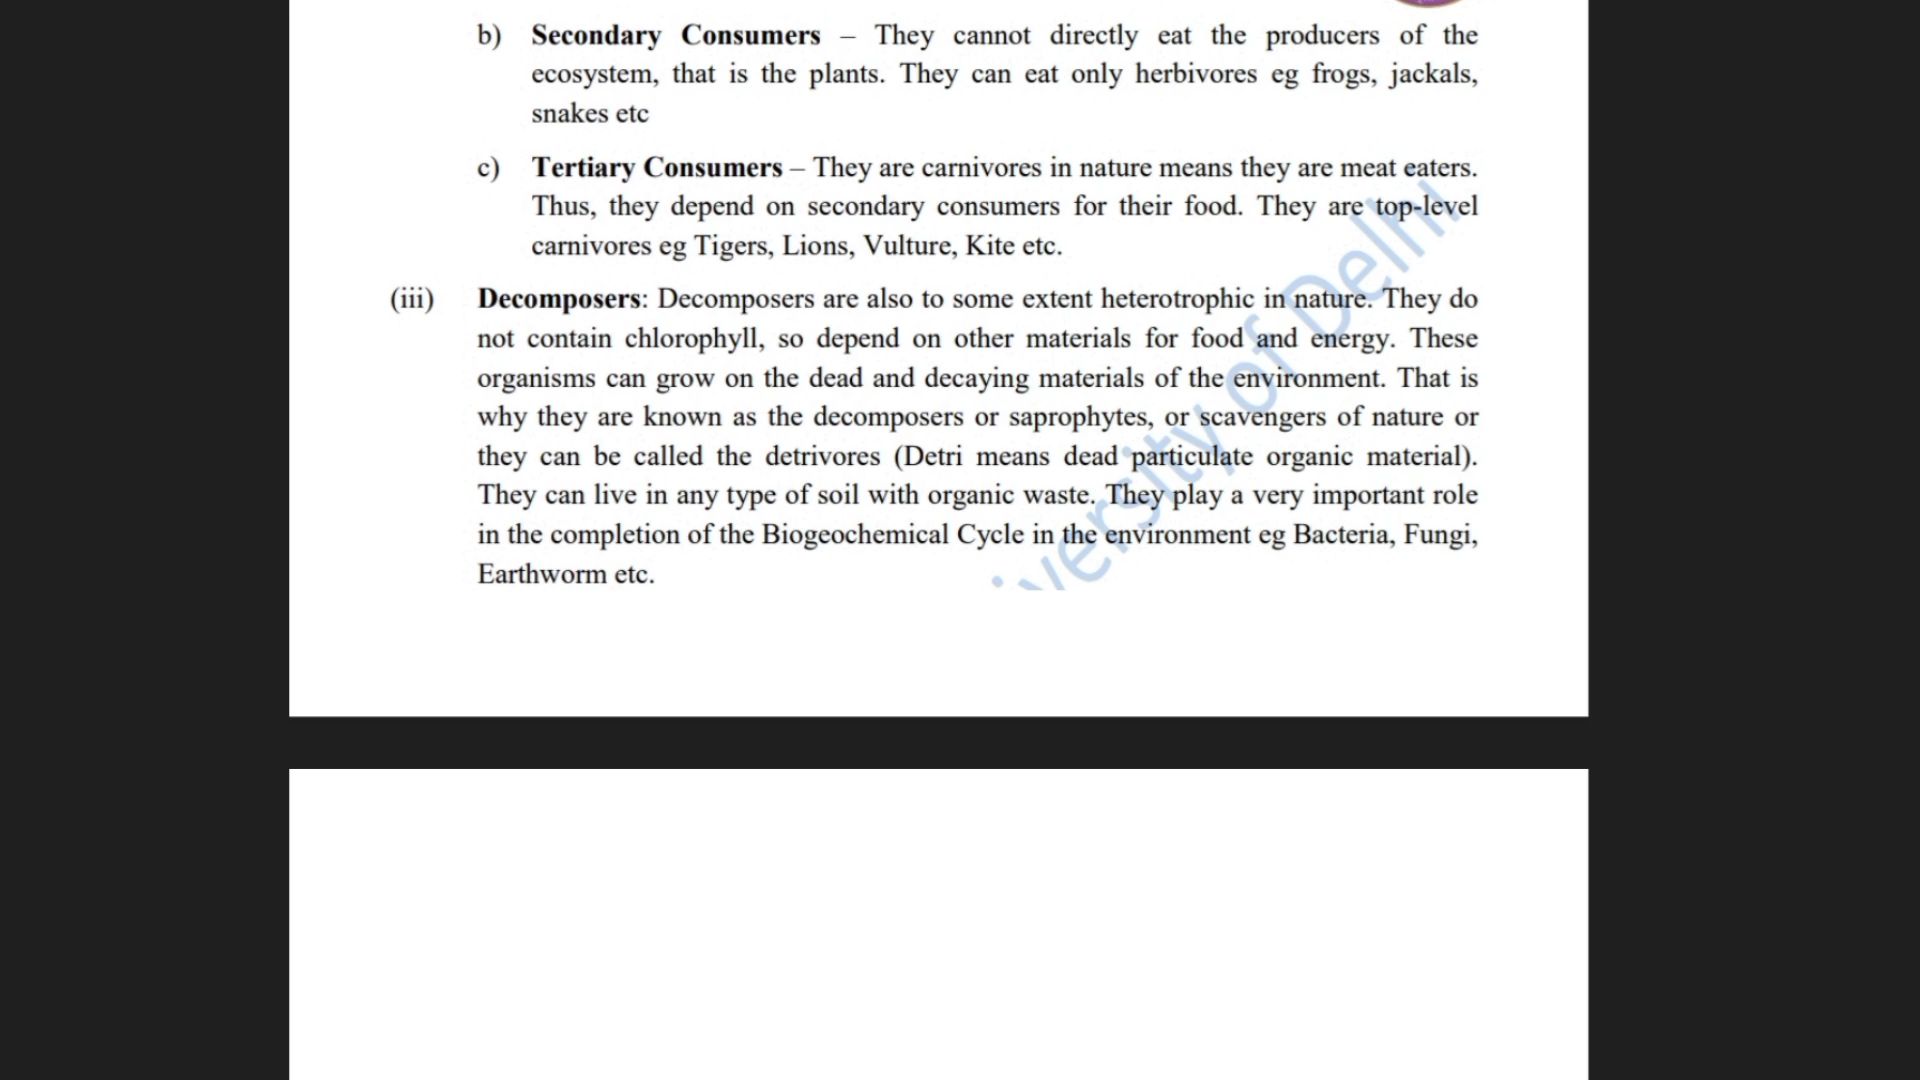 b) Secondary Consumers – They cannot directly eat the producers of the
ecosystem, that is the plants. They can eat only herbivores eg frogs, jackals,
snakes etc
c) Tertiary Consumers – They are carnivores in nature means they are meat eaters.
Thus, they depend on secondary consumers for their food. They are top-level
carnivores eg Tigers, Lions, Vulture, Kite etc.
(iii) Decomposers: Decomposers are also to some extent heterotrophic in nature. They do
not contain chlorophyll, so depend on other materials for food and energy. These
organisms can grow on the dead and decaying materials of the environment. That is
why they are known as the decomposers or saprophytes, or scavengers of nature or
they can be called the detrivores (Detri means dead particulate organic material).
They can live in any type of soil with organic waste. They play a very important role
in the completion of the Biogeochemical Cycle in the environment eg Bacteria, Fungi,
Earthworm etc.
iversity of Delhi